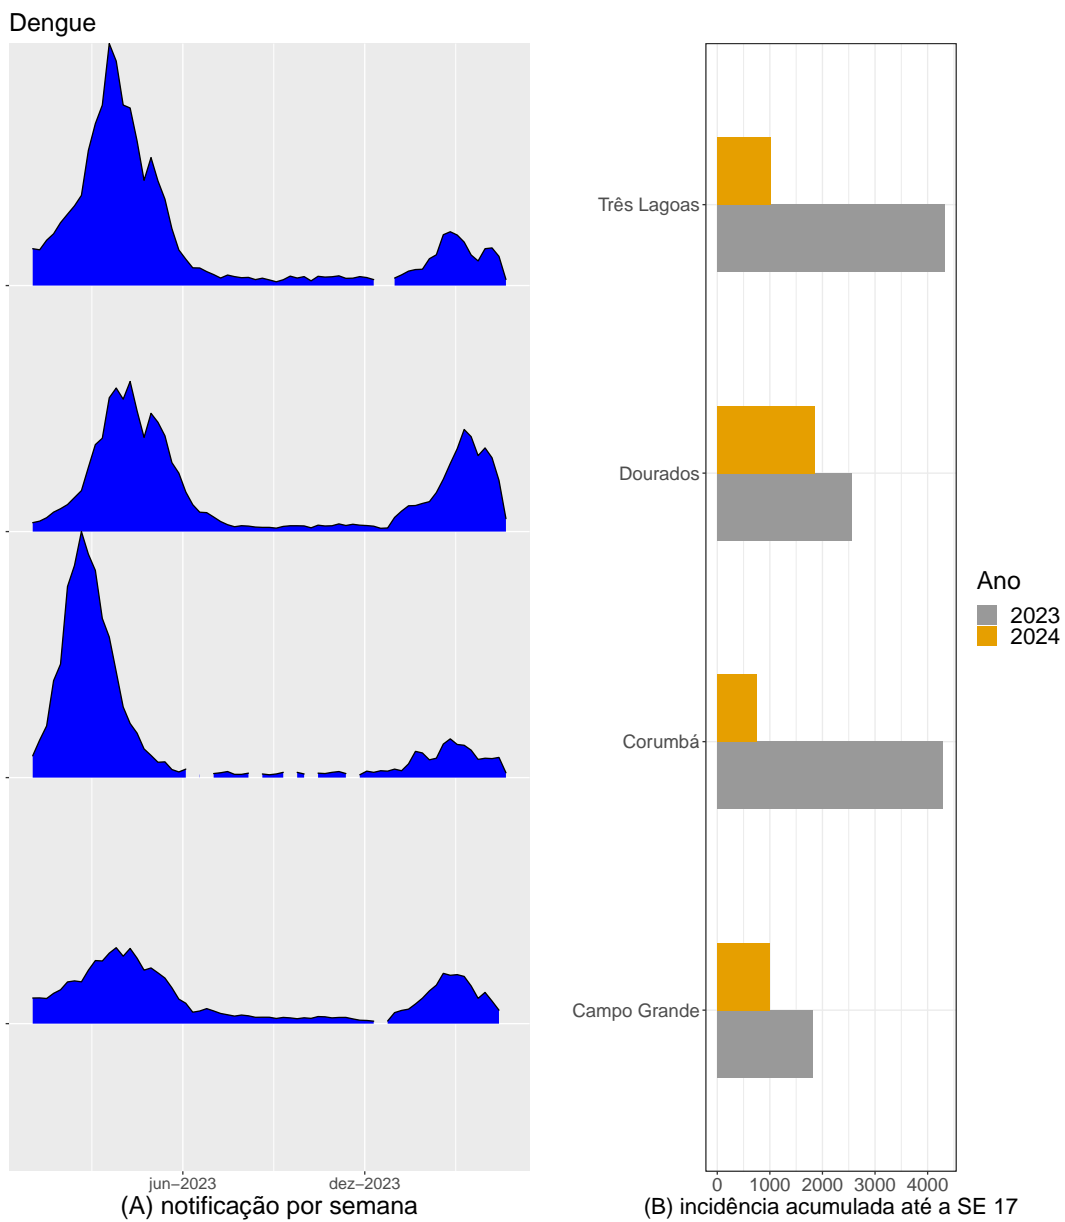 Dengue
Três Lagoas
Dourados
Corumbá
Campo Grande
jun–2023 dez–2023
(A) notificação por semana
0 1000 2000 3000 4000
(B) incidência acumulada até a SE 17
Ano
2023
2024